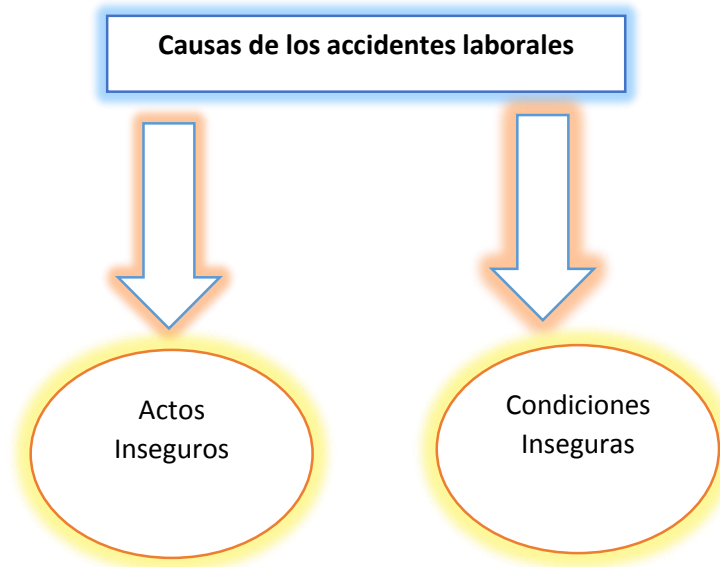 Causas de los accidentes laborales
Actos
Inseguros
Condiciones
Inseguras